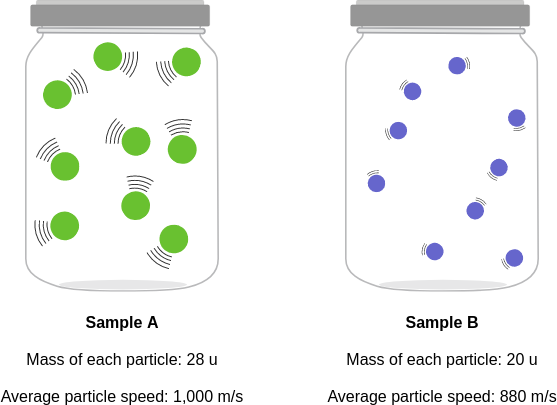 Sample A
Mass of each particle: 28 u
Average particle speed: 1,000 m/s
Sample B
Mass of each particle: 20 u
Average particle speed: 880 m/s